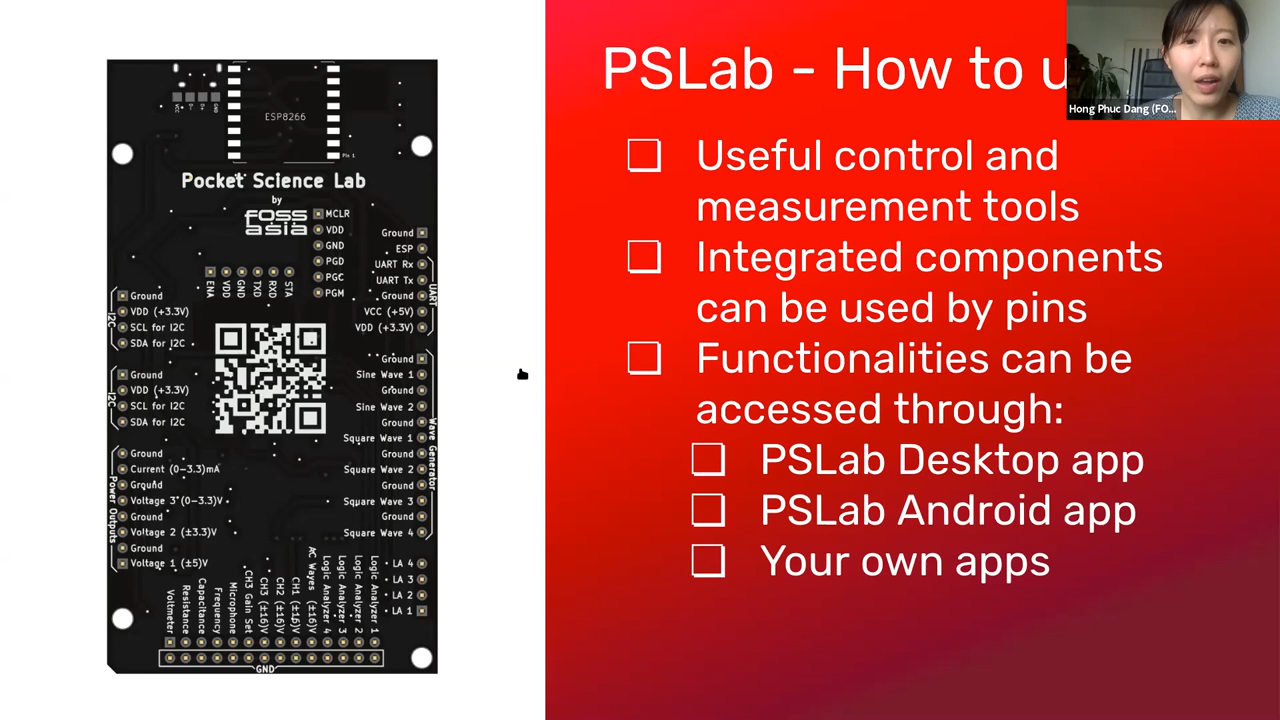 PSLab - How to u
Hong Phuc Dang (FO...
Useful control and
measurement tools
Integrated components
can be used by pins
Functionalities can be
accessed through:
PSLab Desktop app
PSLab Android app
Your own apps
VCC
D-
D+
GND
ESP8266
Pin 1
Pocket Science Lab
by
FOSS
ASIA
MCLR
VDD
GND
PGD
PGC
PGM
ENA
VDD
GND
TXD
RXD
STA
Ground
ESP
UART Rx
UART Tx
Ground
VCC (+5V)
VDD (+3.3V)
UART
I2C
Ground
VDD (+3.3V)
SCL for I2C
SDA for I2C
I2C
Ground
VDD (+3.3V)
SCL for I2C
SDA for I2C
Ground
Sine Wave 1
Ground
Sine Wave 2
Ground
Square Wave 1
Ground
Square Wave 2
Ground
Square Wave 3
Ground
Square Wave 4
Wave Generator
Power Outputs
Ground
Current (0-3.3)mA
Ground
Voltage 3 (0-3.3)V
Ground
Voltage 2 (±3.3)V
Ground
Voltage 1 (±5)V
LA 4
LA 3
LA 2
LA 1
Voltmeter
Resistance
Capacitance
Frequency
Microphone
CH3 Gain Set
CH3 (±16)V
CH2 (±16)V
CH1 (±16)V
AC Waves (±16)V
Logic Analyzer 4
Logic Analyzer 3
Logic Analyzer 2
Logic Analyzer 1
GND